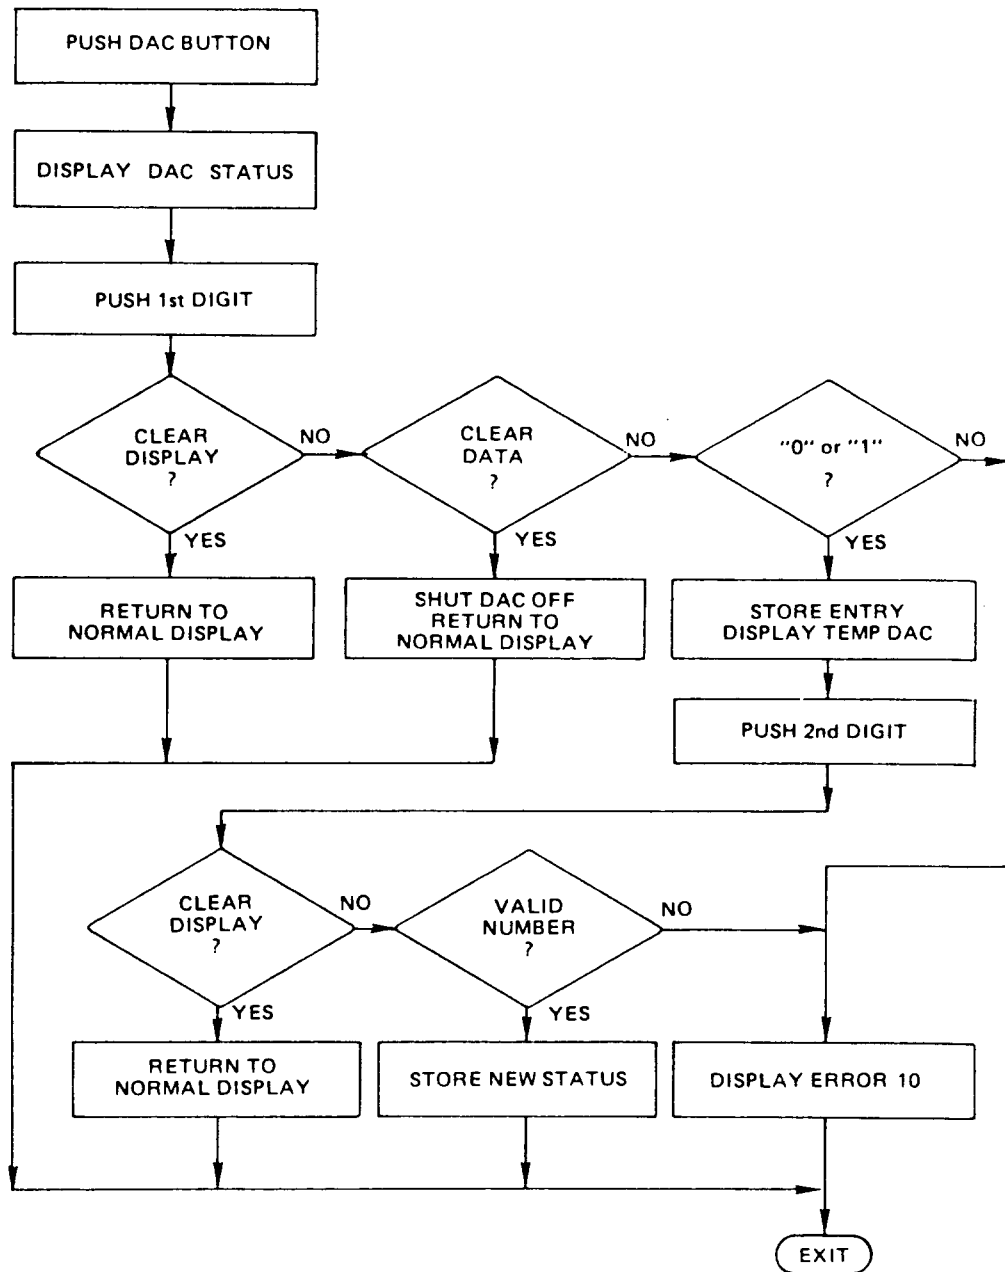 PUSH DAC BUTTON
DISPLAY DAC STATUS
PUSH 1st DIGIT
CLEAR
DISPLAY
?
NO
YES
CLEAR
DATA
?
NO
YES
"0" or "1"
?
NO
YES
RETURN TO
NORMAL DISPLAY
SHUT DAC OFF
RETURN TO
NORMAL DISPLAY
STORE ENTRY
DISPLAY TEMP DAC
PUSH 2nd DIGIT
CLEAR
DISPLAY
?
NO
YES
VALID
NUMBER
?
NO
YES
RETURN TO
NORMAL DISPLAY
STORE NEW STATUS
DISPLAY ERROR 10
EXIT